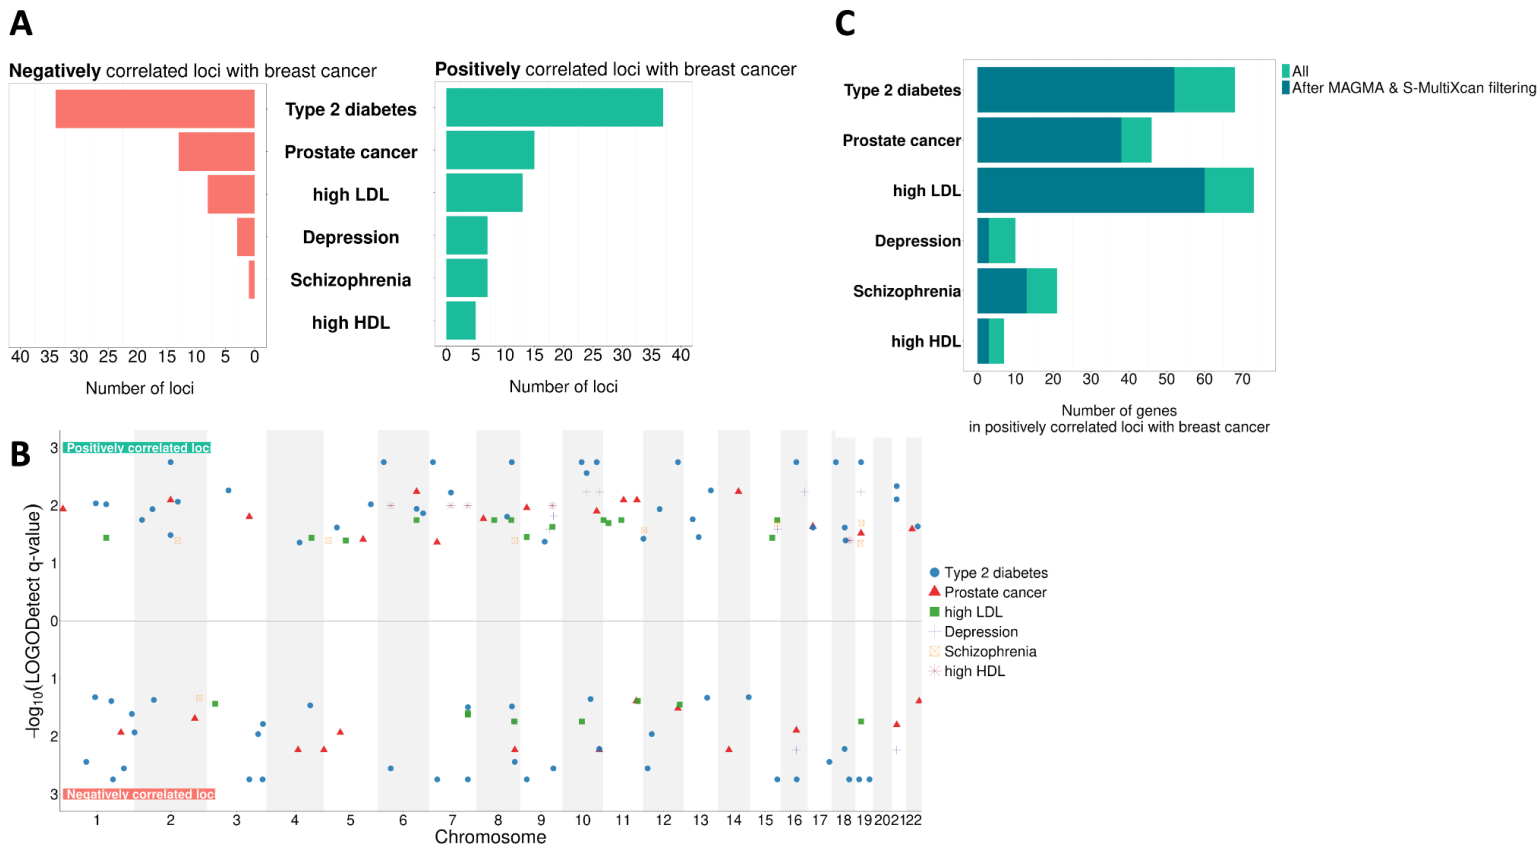 A
Negatively correlated loci with breast cancer
Positively correlated loci with breast cancer
Type 2 diabetes
Prostate cancer
high LDL
Depression
Schizophrenia
high HDL
40 35 30 25 20 15 10 5 0
0 5 10 15 20 25 30 35 40
Number of loci
Number of loci
C
All
After MAGMA & S-MultiXcan filtering
Type 2 diabetes
Prostate cancer
high LDL
Depression
Schizophrenia
high HDL
0 10 20 30 40 50 60 70
Number of genes
in positively correlated loci with breast cancer
B
Positively correlated loc
3
2
1
0
1
2
3
-log10(LOGODetect q-value)
Negatively correlated loc
1 2 3 4 5 6 7 8 9 10 11 12 13 14 15 16 17 18 19 202122
Chromosome
Type 2 diabetes
Prostate cancer
high LDL
Depression
Schizophrenia
high HDL